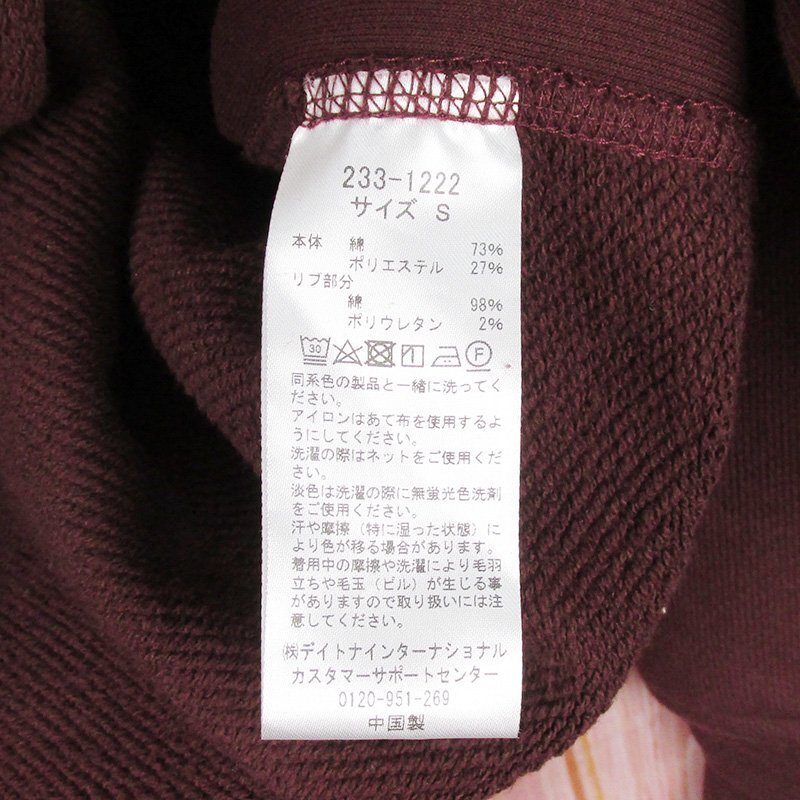 233-1222
サイズ S
本体 綿 73%
ポリエステル 27%
リブ部分
綿 98%
ポリウレタン 2%
30 F
同系色の製品と一緒に洗ってく
ださい。
アイロンはあて布を使用するよ
うにしてください。
洗濯の際はネットをご使用くだ
さい。
淡色は洗濯の際に無蛍光色洗剤
をご使用ください。
汗や摩擦（特に湿った状態）に
より色が移る場合があります。
着用中の摩擦や洗濯により毛羽
立ちや毛玉（ピル）が生じる事
がありますので取り扱いには注
意してください。
㈱デイトナインターナショナル
カスタマーサポートセンター
0120-951-269
中国製